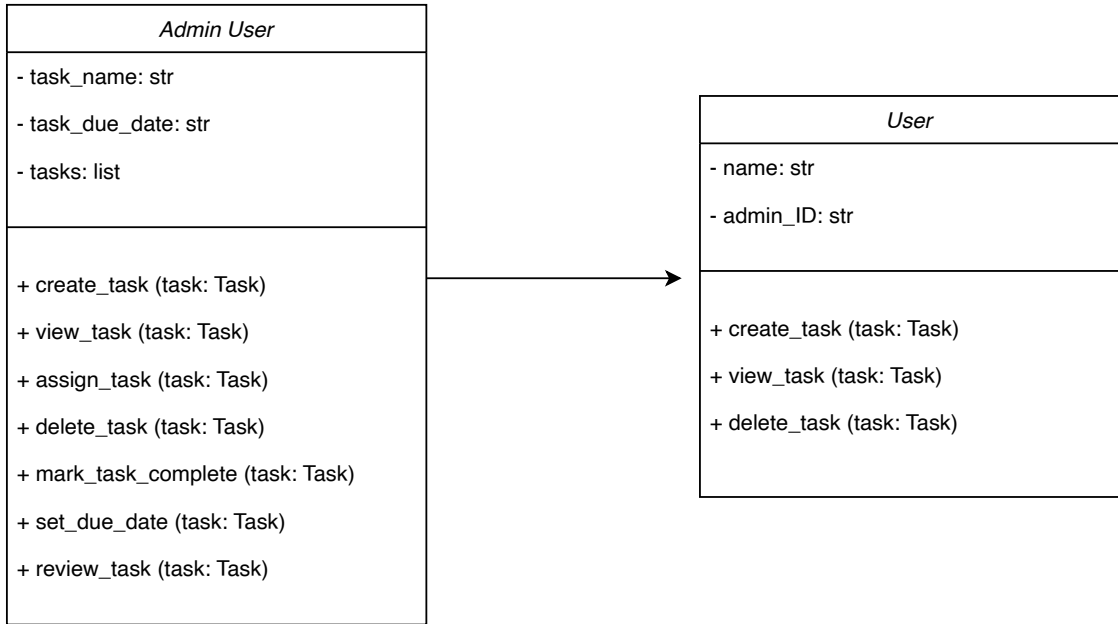 Admin User
- task_name: str
- task_due_date: str
- tasks: list
+ create_task (task: Task)
+ view_task (task: Task)
+ assign_task (task: Task)
+ delete_task (task: Task)
+ mark_task_complete (task: Task)
+ set_due_date (task: Task)
+ review_task (task: Task)
User
- name: str
- admin_ID: str
+ create_task (task: Task)
+ view_task (task: Task)
+ delete_task (task: Task)